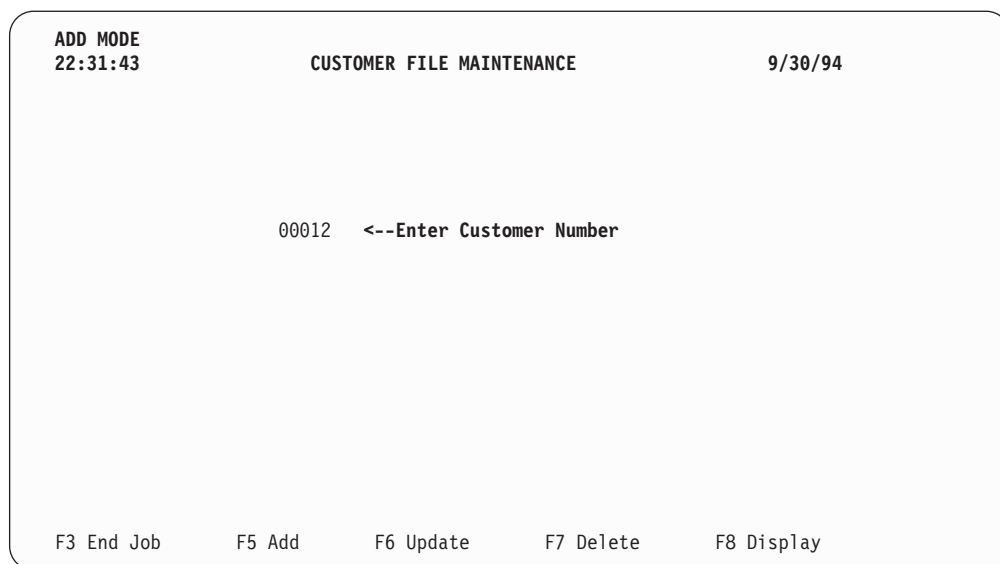 ADD MODE
22:31:43 CUSTOMER FILE MAINTENANCE 9/30/94
00012 <--Enter Customer Number
F3 End Job F5 Add F6 Update F7 Delete F8 Display